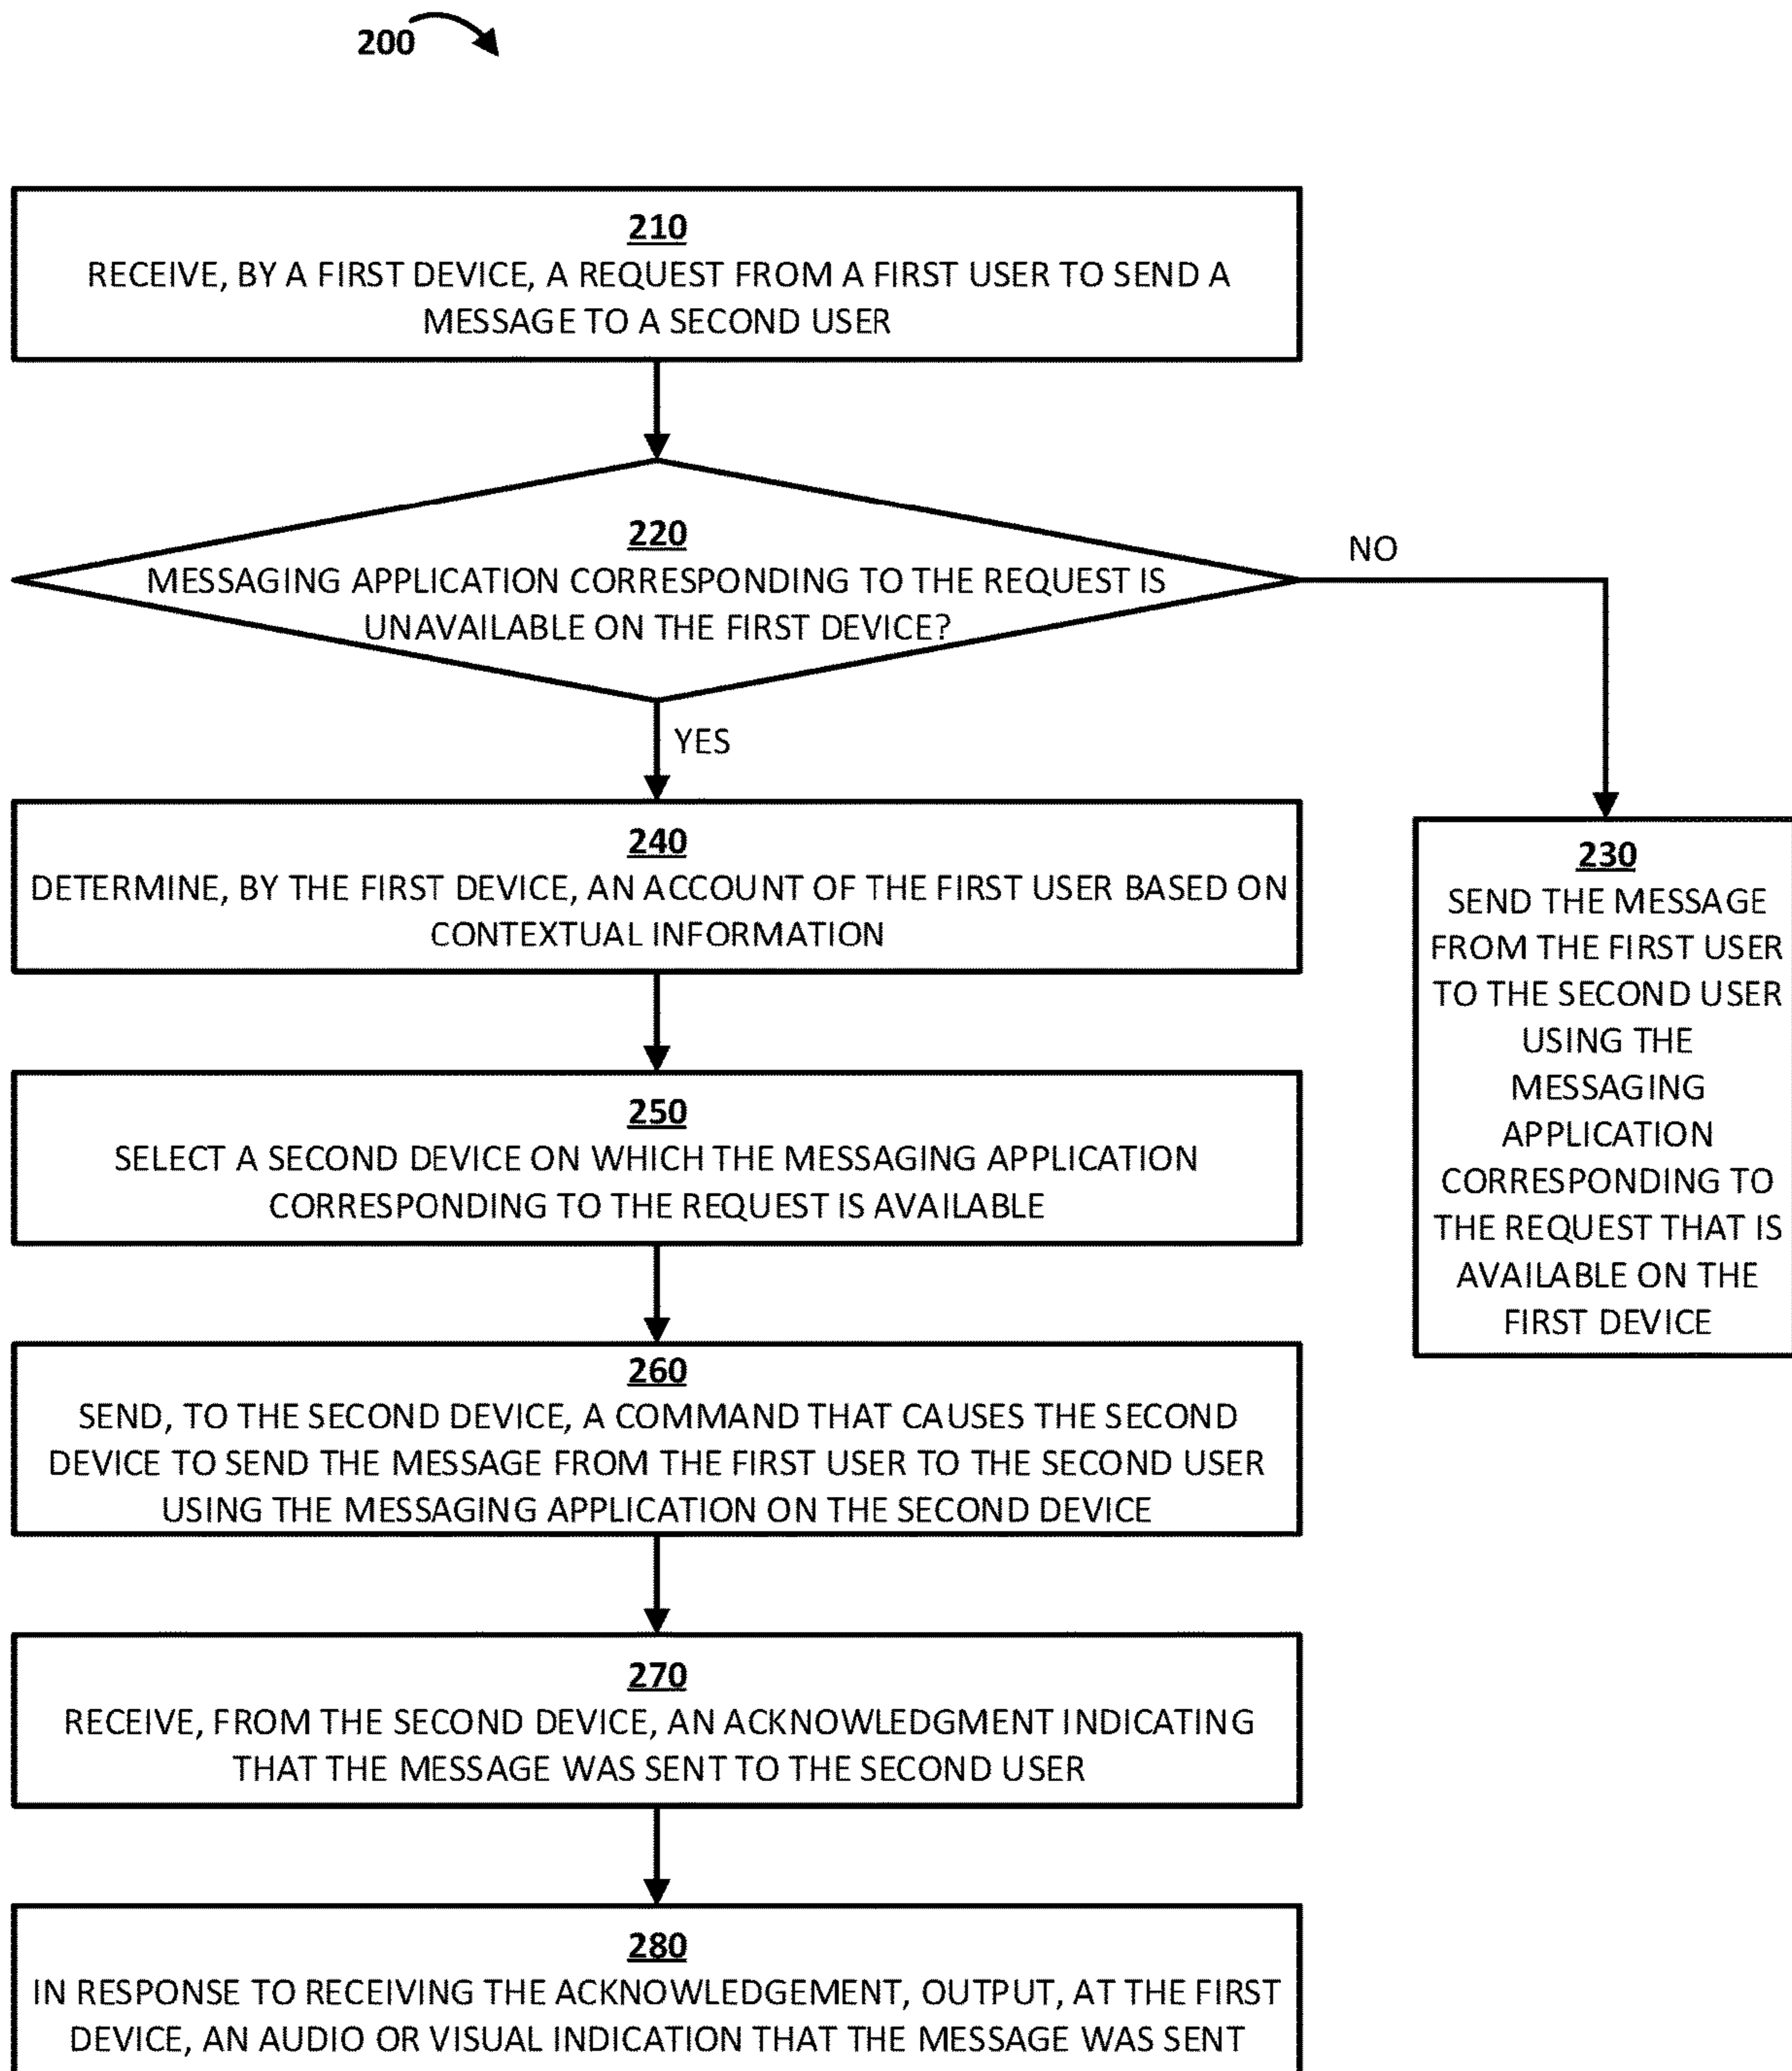 200
210
RECEIVE, BY A FIRST DEVICE, A REQUEST FROM A FIRST USER TO SEND A
MESSAGE TO A SECOND USER
220
MESSAGING APPLICATION CORRESPONDING TO THE REQUEST IS
UNAVAILABLE ON THE FIRST DEVICE?
NO
YES
230
SEND THE MESSAGE
FROM THE FIRST USER
TO THE SECOND USER
USING THE
MESSAGING
APPLICATION
CORRESPONDING TO
THE REQUEST THAT IS
AVAILABLE ON THE
FIRST DEVICE
240
DETERMINE, BY THE FIRST DEVICE, AN ACCOUNT OF THE FIRST USER BASED ON
CONTEXTUAL INFORMATION
250
SELECT A SECOND DEVICE ON WHICH THE MESSAGING APPLICATION
CORRESPONDING TO THE REQUEST IS AVAILABLE
260
SEND, TO THE SECOND DEVICE, A COMMAND THAT CAUSES THE SECOND
DEVICE TO SEND THE MESSAGE FROM THE FIRST USER TO THE SECOND USER
USING THE MESSAGING APPLICATION ON THE SECOND DEVICE
270
RECEIVE, FROM THE SECOND DEVICE, AN ACKNOWLEDGMENT INDICATING
THAT THE MESSAGE WAS SENT TO THE SECOND USER
280
IN RESPONSE TO RECEIVING THE ACKNOWLEDGEMENT, OUTPUT, AT THE FIRST
DEVICE, AN AUDIO OR VISUAL INDICATION THAT THE MESSAGE WAS SENT